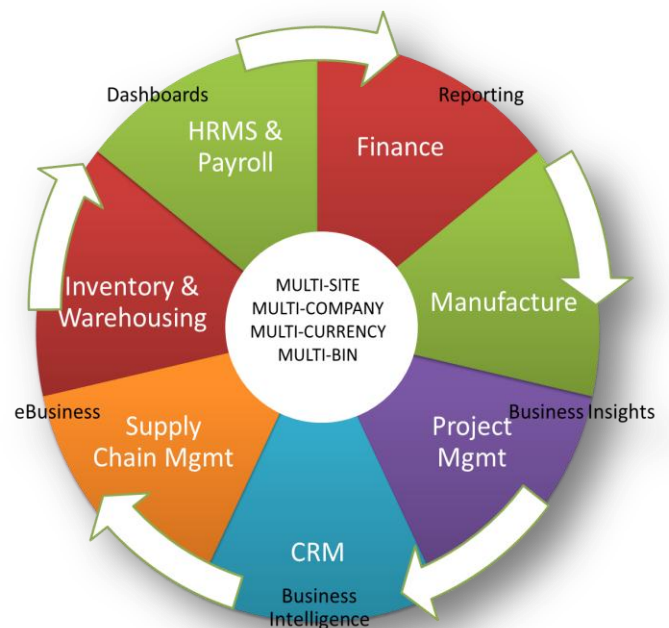 Dashboards
Reporting
HRMS &
Payroll
Finance
Inventory &
Warehousing
MULTI-SITE
MULTI-COMPANY
MULTI-CURRENCY
MULTI-BIN
Manufacture
eBusiness
Business Insights
Supply
Chain Mgmt
Project
Mgmt
CRM
Business
Intelligence